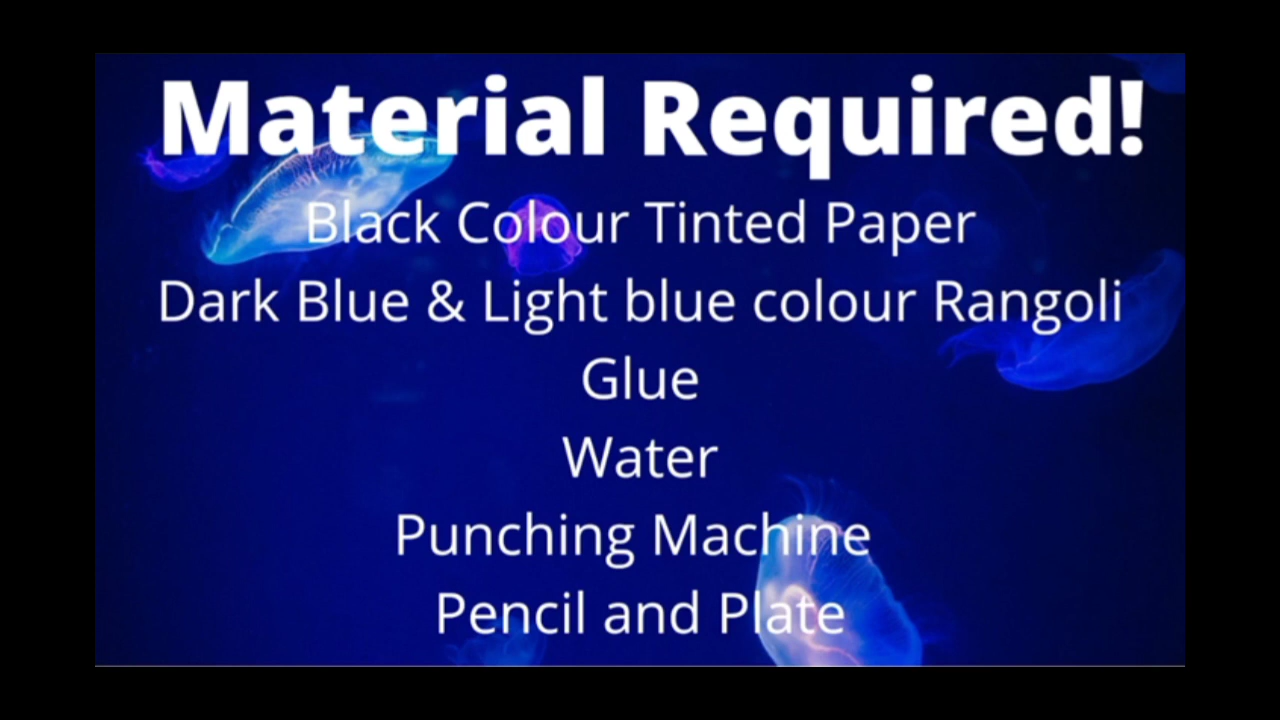 Material Required!
Black Colour Tinted Paper
Dark Blue & Light blue colour Rangoli
Glue
Water
Punching Machine
Pencil and Plate